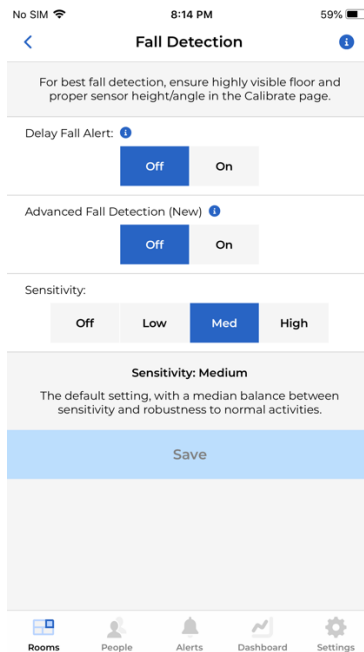 No SIM 8:14 PM 59%
Fall Detection i
For best fall detection, ensure highly visible floor and
proper sensor height/angle in the Calibrate page.
Delay Fall Alert: i
Off On
Advanced Fall Detection (New) i
Off On
Sensitivity:
Off Low Med High
Sensitivity: Medium
The default setting, with a median balance between
sensitivity and robustness to normal activities.
Save
Rooms People Alerts Dashboard Settings